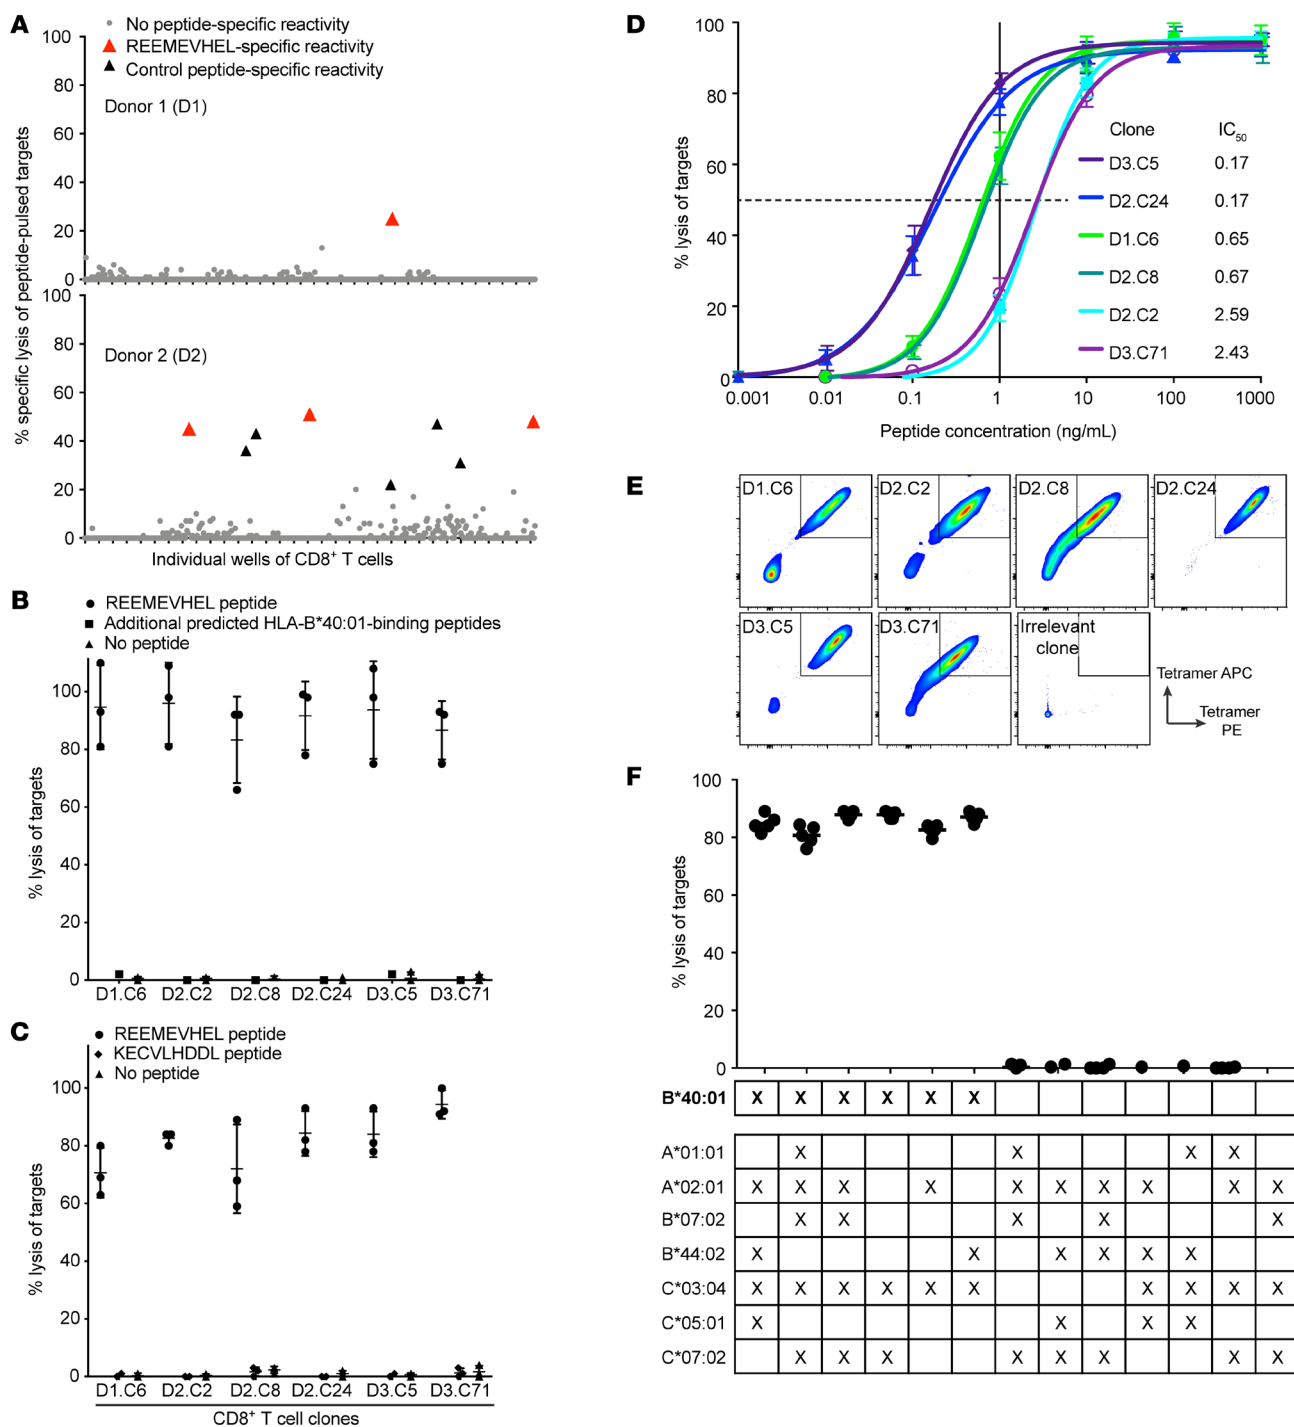 A
No peptide-specific reactivity
REEMEVHEL-specific reactivity
Control peptide-specific reactivity
Donor 1 (D1)
100
80
60
40
20
0
Donor 2 (D2)
100
80
60
40
20
0
% specific lysis of peptide-pulsed targets
Individual wells of CD8⁺ T cells
B
REEMEVHEL peptide
Additional predicted HLA-B*40:01-binding peptides
No peptide
100
80
60
40
20
0
% lysis of targets
D1.C6 D2.C2 D2.C8 D2.C24 D3.C5 D3.C71
C
REEMEVHEL peptide
KECVLHDDL peptide
No peptide
100
80
60
40
20
0
% lysis of targets
D1.C6 D2.C2 D2.C8 D2.C24 D3.C5 D3.C71
CD8⁺ T cell clones
D
100
80
60
40
20
0
% lysis of targets
Clone IC₅₀
D3.C5 0.17
D2.C24 0.17
D1.C6 0.65
D2.C8 0.67
D2.C2 2.59
D3.C71 2.43
0.001 0.01 0.1 1 10 100 1000
Peptide concentration (ng/mL)
E
D1.C6 D2.C2 D2.C8 D2.C24
D3.C5 D3.C71 Irrelevant
clone
Tetramer APC
Tetramer
PE
F
100
80
60
40
20
0
% lysis of targets
B*40:01 X X X X X X
A*01:01 X X X X
A*02:01 X X X X X X X X X X
B*07:02 X X X X X
B*44:02 X X X X X X
C*03:04 X X X X X X X X X X
C*05:01 X X X X
C*07:02 X X X X X X X X